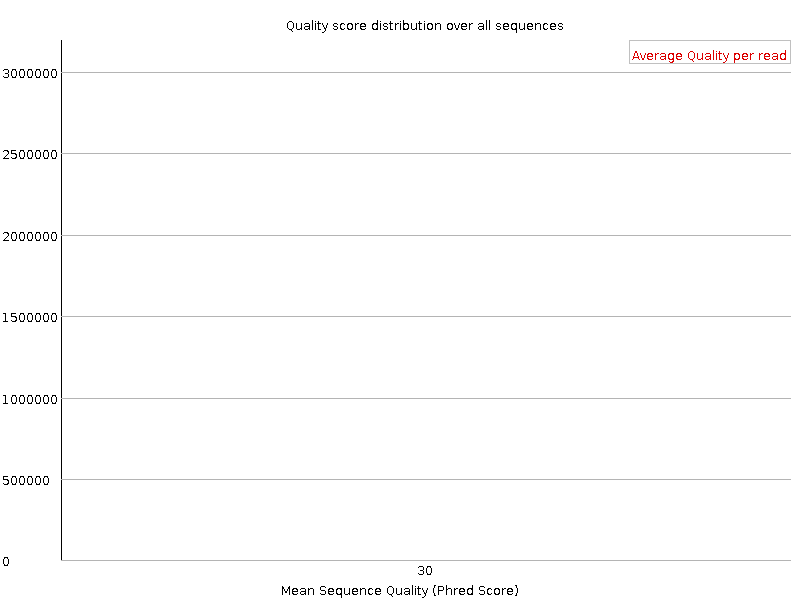 Quality score distribution over all sequences
Average Quality per read
3000000
2500000
2000000
1500000
1000000
500000
0
30
Mean Sequence Quality (Phred Score)